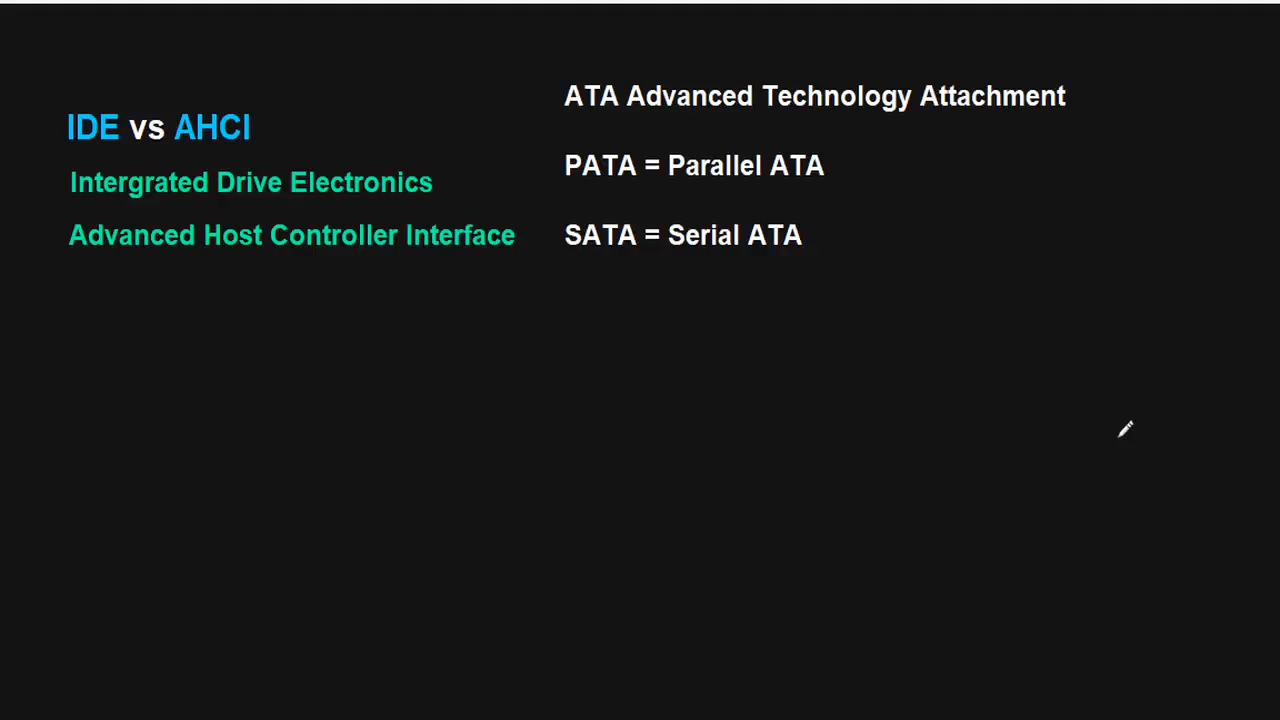 IDE vs AHCI
Intergrated Drive Electronics
Advanced Host Controller Interface
ATA Advanced Technology Attachment
PATA = Parallel ATA
SATA = Serial ATA